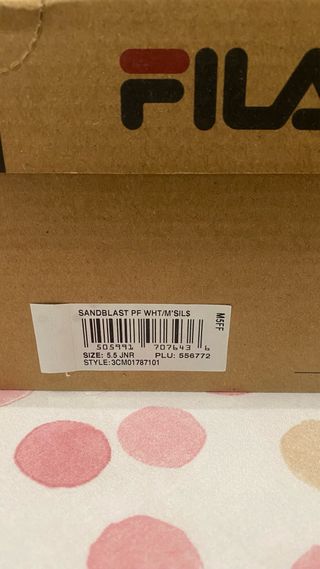 FILA
SANDBLAST PF WHT/M'SIL$
M5FF
505991 707643 6
SIZE: 5.5 JNR PLU: 556772
STYLE:3CM01787101